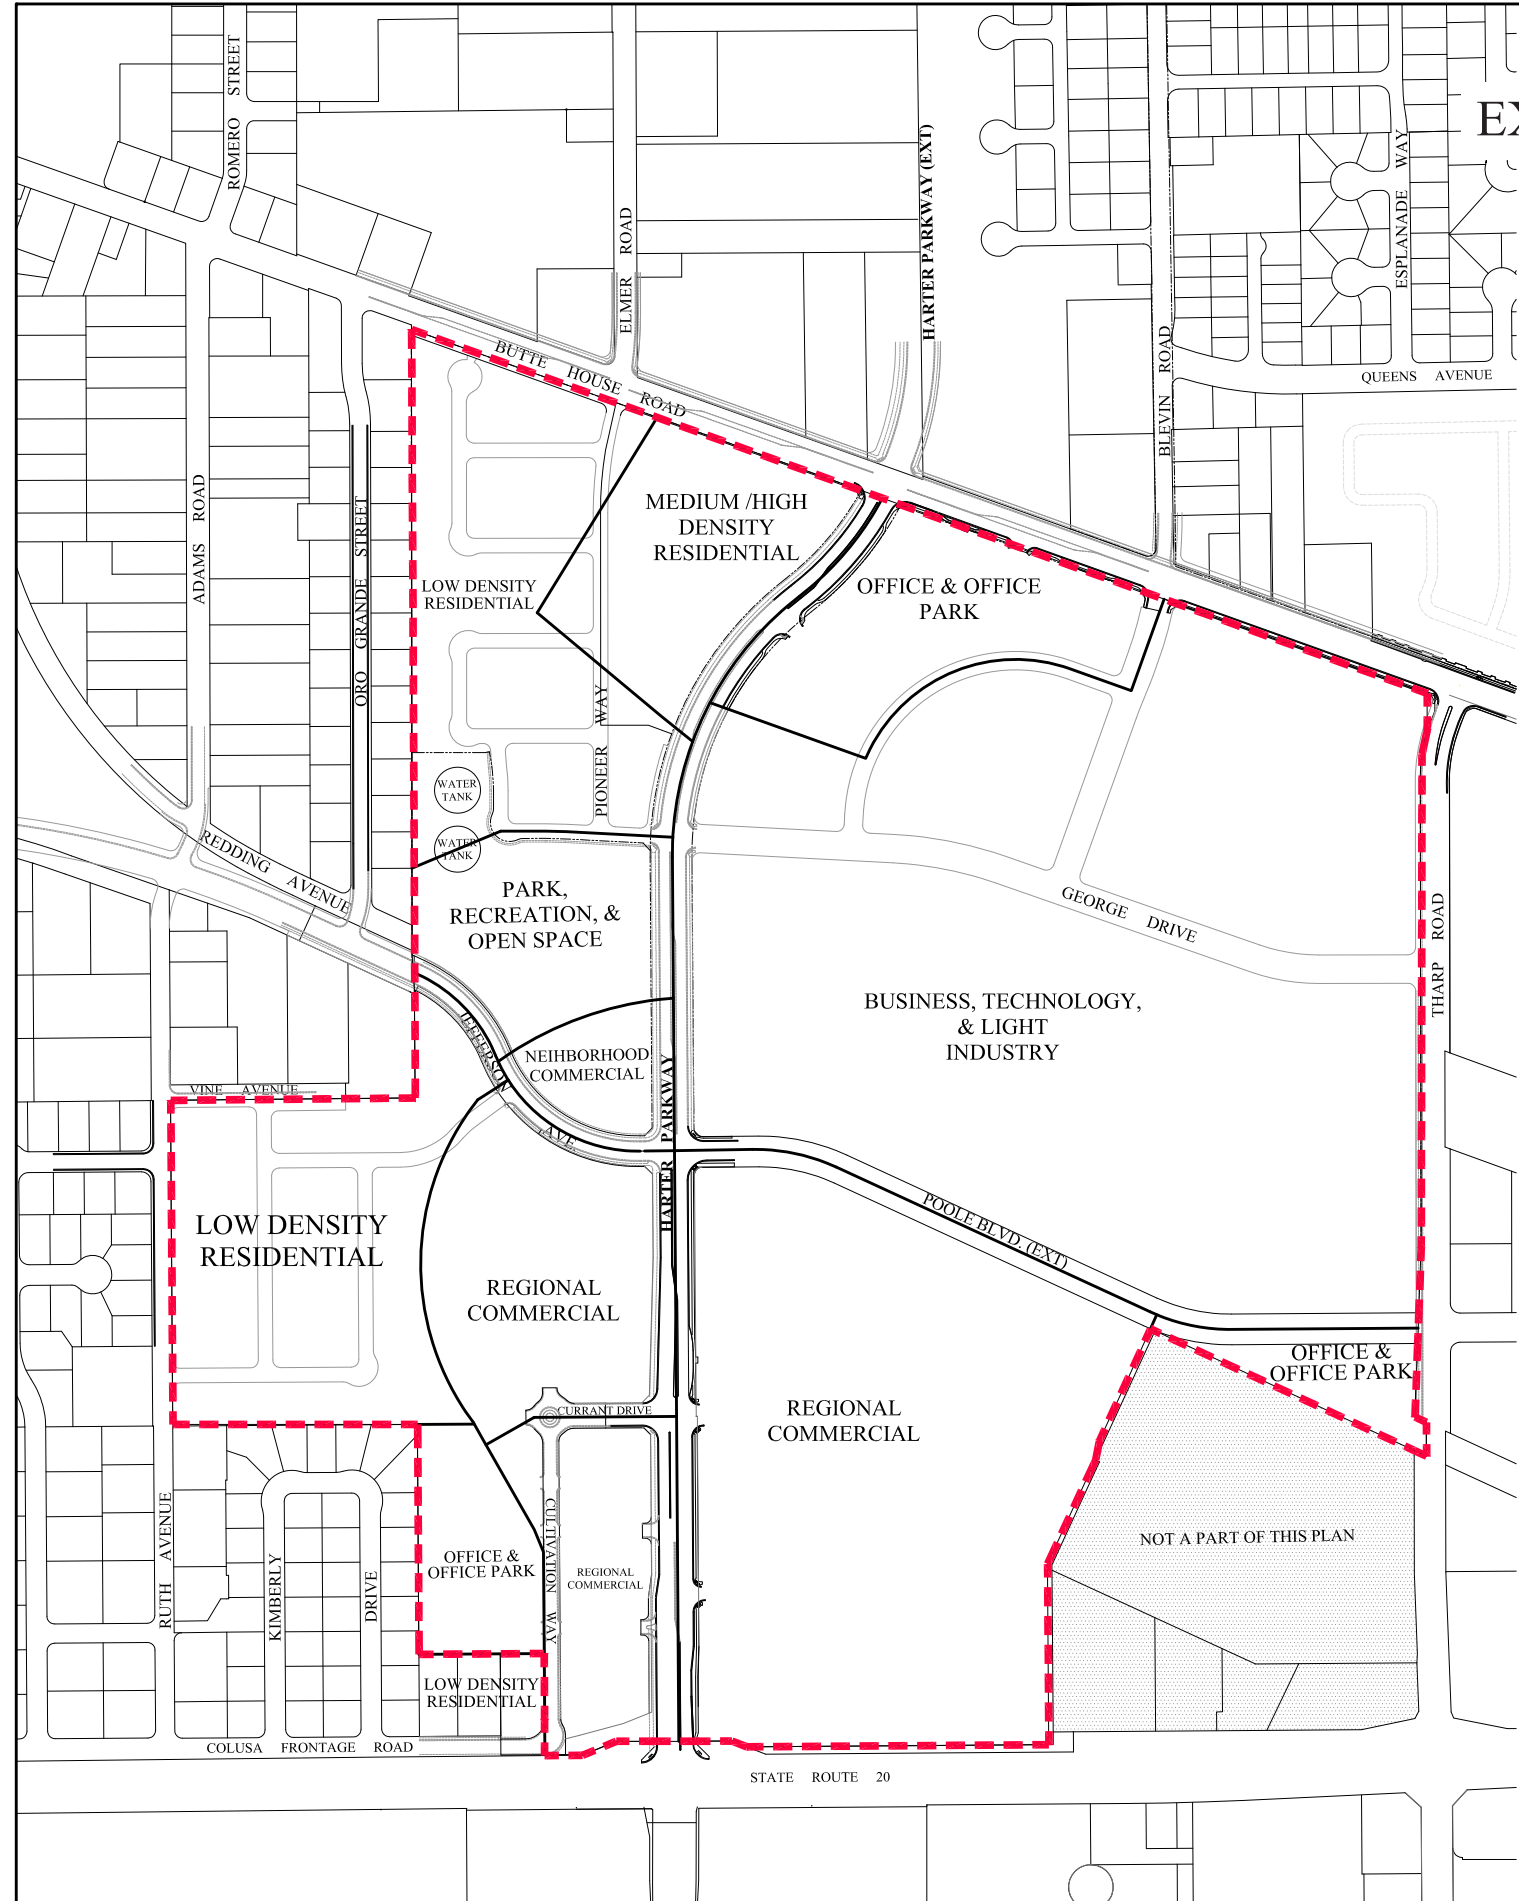 EX
ROMERO STREET
ELMER ROAD
HARTER PARKWAY (EXT)
BLEVIN ROAD
ESPLANADE WAY
QUEENS AVENUE
BUTTE HOUSE ROAD
ADAMS ROAD
ORO GRANDE STREET
MEDIUM /HIGH
DENSITY
RESIDENTIAL
LOW DENSITY
RESIDENTIAL
OFFICE & OFFICE
PARK
PIONEER WAY
WATER
TANK
WATER
TANK
REDDING AVENUE
PARK,
RECREATION, &
OPEN SPACE
GEORGE DRIVE
THARP ROAD
BUSINESS, TECHNOLOGY,
& LIGHT
INDUSTRY
JEFFERSON AVE.
NEIHBORHOOD
COMMERCIAL
HARTER PARKWAY
VINE AVENUE
LOW DENSITY
RESIDENTIAL
POOLE BLVD. (EXT)
REGIONAL
COMMERCIAL
OFFICE &
OFFICE PARK
CURRANT DRIVE
REGIONAL
COMMERCIAL
RUTH AVENUE
KIMBERLY DRIVE
OFFICE &
OFFICE PARK
CULTIVATION WAY
REGIONAL
COMMERCIAL
NOT A PART OF THIS PLAN
LOW DENSITY
RESIDENTIAL
COLUSA FRONTAGE ROAD
STATE ROUTE 20